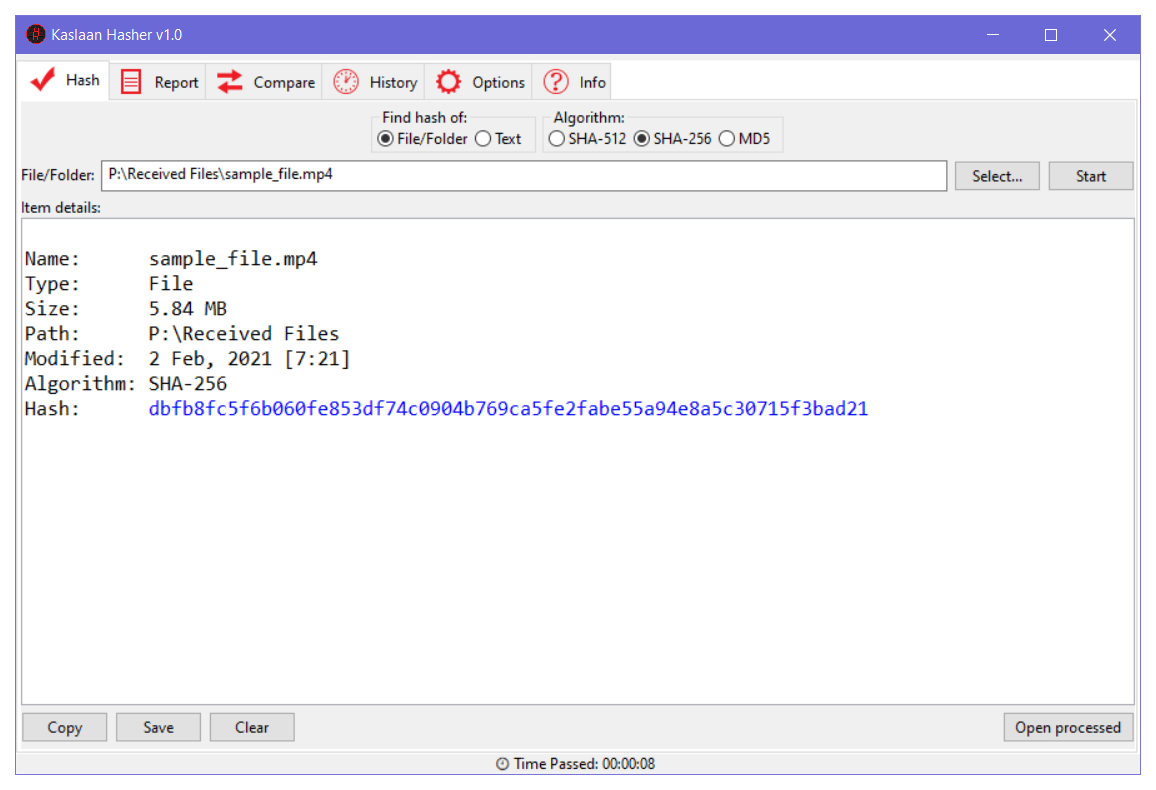 Kaslaan Hasher v1.0
Hash Report Compare History Options Info
Find hash of: Algorithm:
File/Folder Text SHA-512 SHA-256 MD5
File/Folder: P:\Received Files\sample_file.mp4 Select... Start
Item details:
Name: sample_file.mp4
Type: File
Size: 5.84 MB
Path: P:\Received Files
Modified: 2 Feb, 2021 [7:21]
Algorithm: SHA-256
Hash: dbfb8fc5f6b060fe853df74c0904b769ca5fe2fabe55a94e8a5c30715f3bad21
Copy Save Clear Open processed
Time Passed: 00:00:08